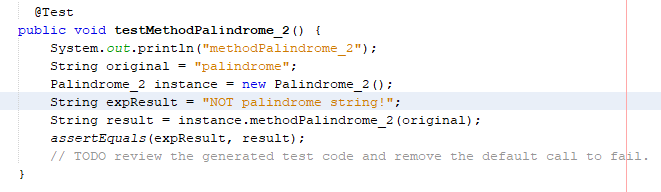 @Test
public void testMethodPalindrome_2() {
System.out.println("methodPalindrome_2");
String original = "palindrome";
Palindrome_2 instance = new Palindrome_2();
String expResult = "NOT palindrome string!";
String result = instance.methodPalindrome_2(original);
assertEquals(expResult, result);
// TODO review the generated test code and remove the default call to fail.
}